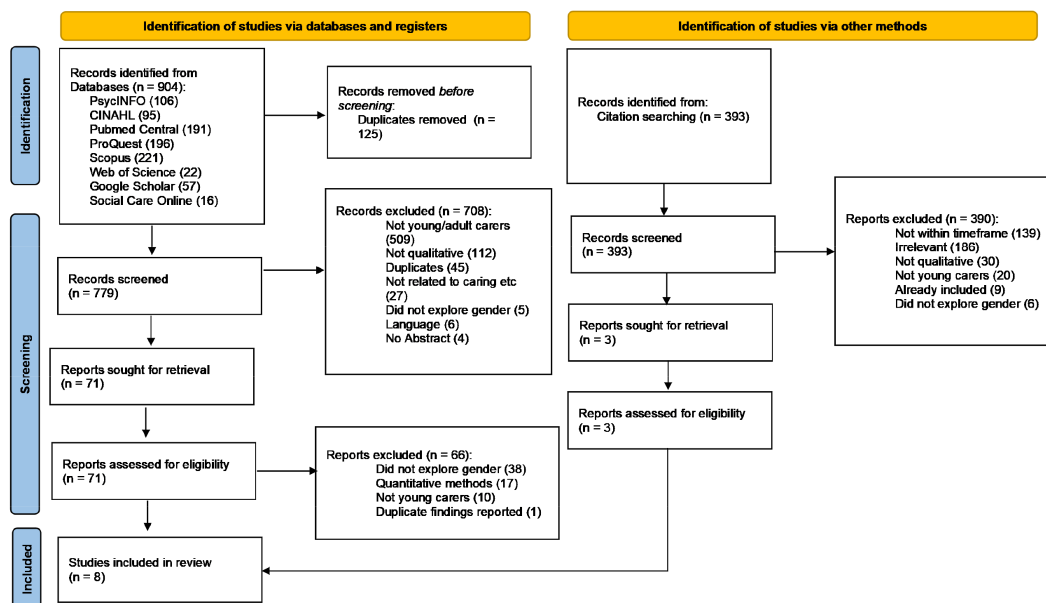 Identification of studies via databases and registers
Identification of studies via other methods
Identification
Records identified from
Databases (n = 904):
PsycINFO (106)
CINAHL (95)
Pubmed Central (191)
ProQuest (196)
Scopus (221)
Web of Science (22)
Google Scholar (57)
Social Care Online (16)
Records removed before
screening:
Duplicates removed (n =
125)
Records identified from:
Citation searching (n = 393)
Screening
Records screened
(n = 779)
Records excluded (n = 708):
Not young/adult carers
(509)
Not qualitative (112)
Duplicates (45)
Not related to caring etc
(27)
Did not explore gender (5)
Language (6)
No Abstract (4)
Records screened
(n = 393)
Reports excluded (n = 390):
Not within timeframe (139)
Irrelevant (186)
Not qualitative (30)
Not young carers (20)
Already included (9)
Did not explore gender (6)
Reports sought for retrieval
(n = 71)
Reports sought for retrieval
(n = 3)
Reports assessed for eligibility
(n = 71)
Reports excluded (n = 66):
Did not explore gender (38)
Quantitative methods (17)
Not young carers (10)
Duplicate findings reported (1)
Reports assessed for eligibility
(n = 3)
Included
Studies included in review
(n = 8)